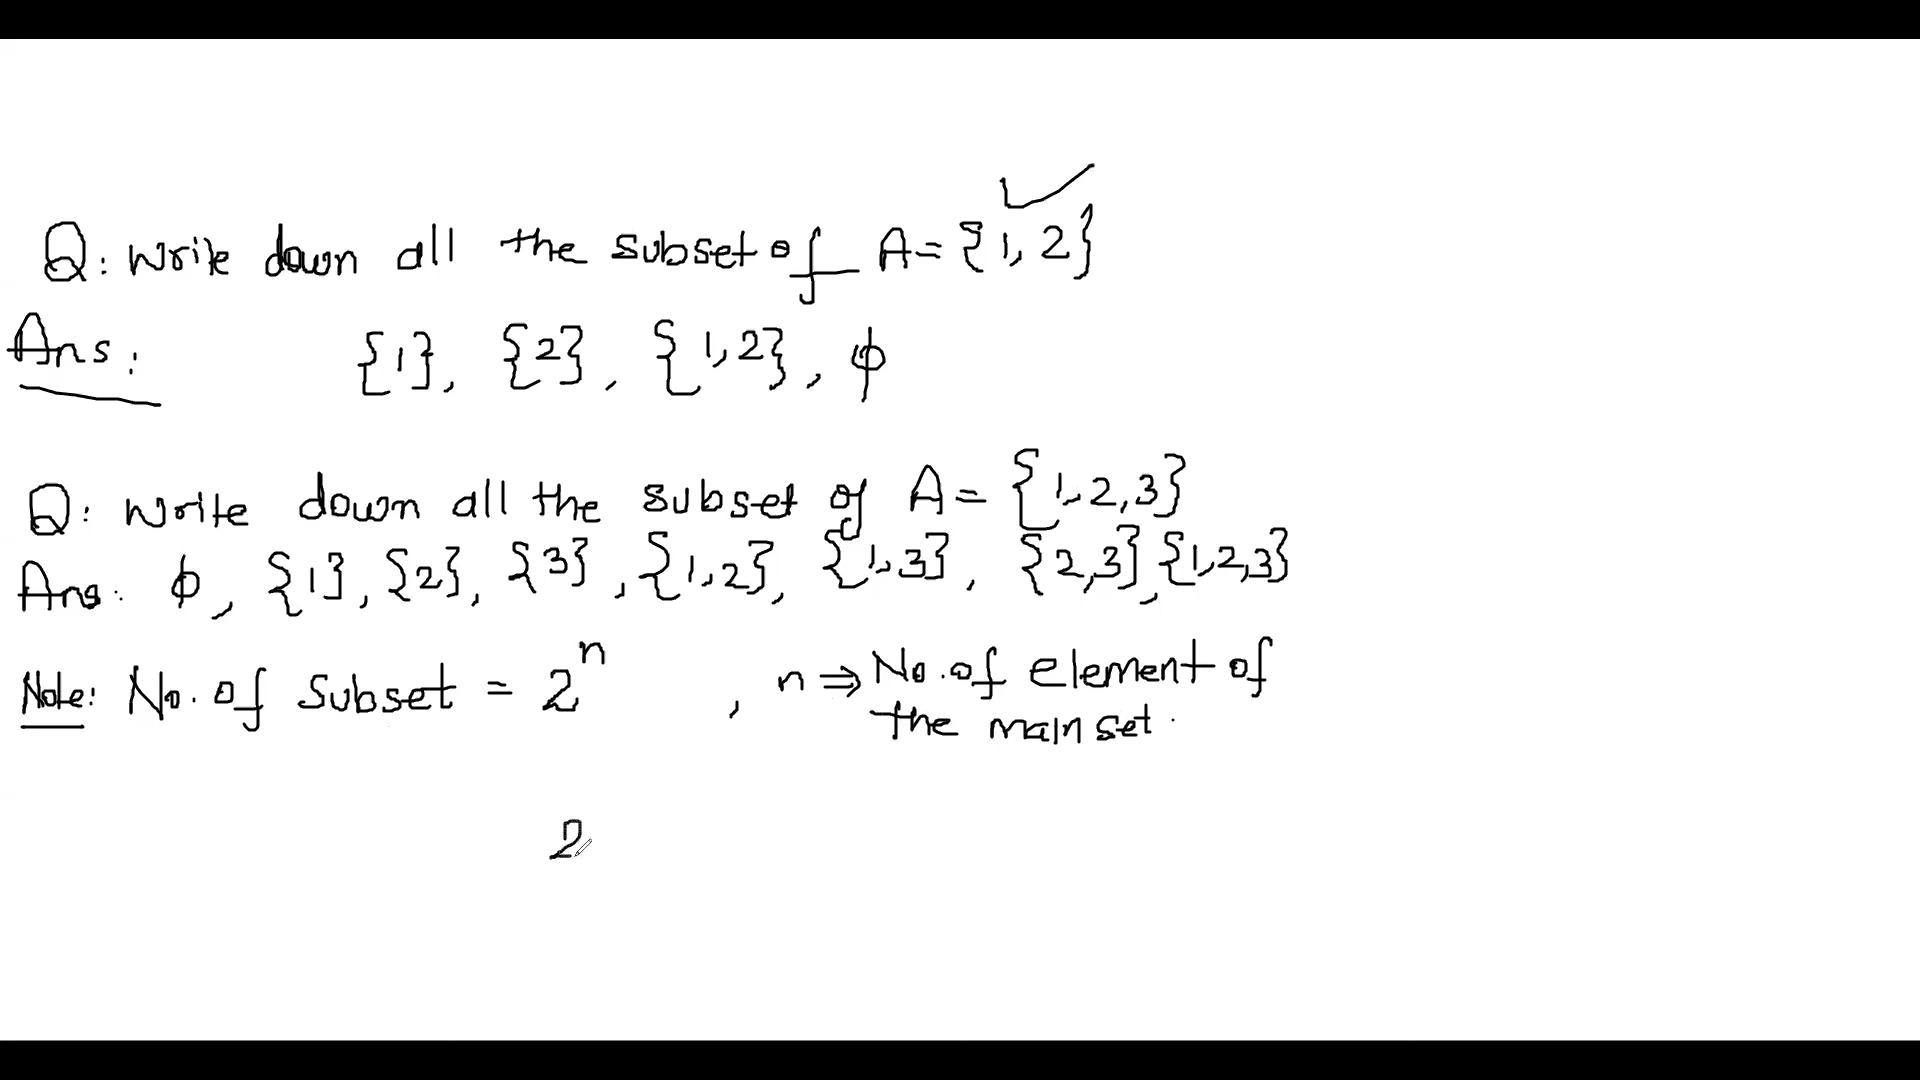 Q: Write down all the subset of A = {1, 2}
Ans: {1}, {2}, {1,2}, ϕ
Q: Write down all the subset of A = {1,2,3}
Ans. ϕ, {1}, {2}, {3}, {1,2}, {1,3}, {2,3}, {1,2,3}
Note: No. of subset = 2^n , n ⇒ No. of element of
the main set.
2